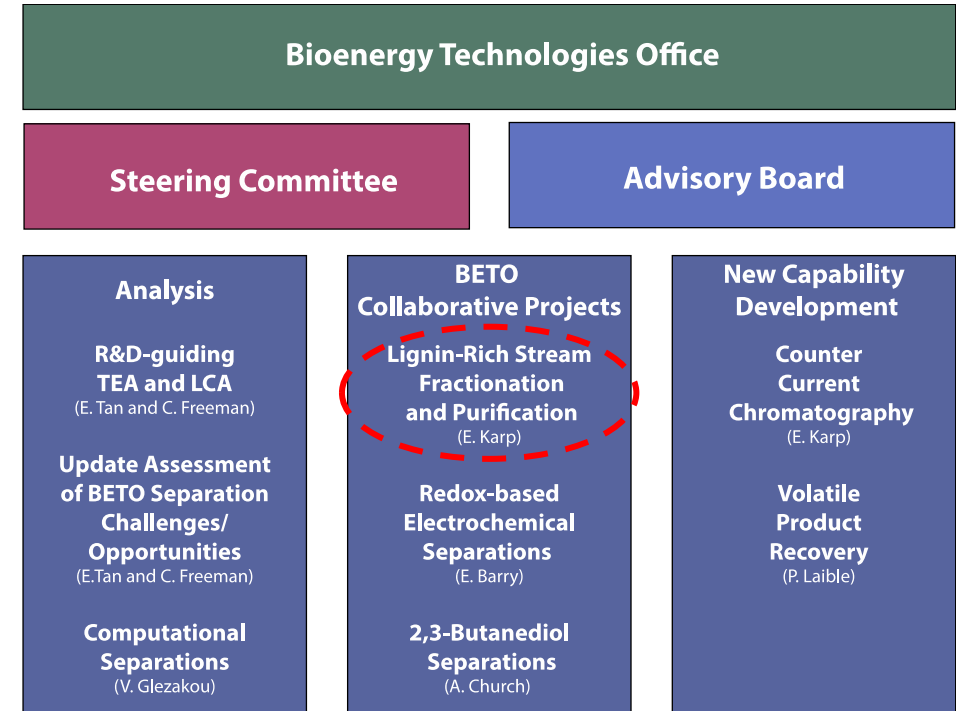 Bioenergy Technologies Office
Steering Committee
Advisory Board
Analysis
R&D-guiding
TEA and LCA
(E. Tan and C. Freeman)
Update Assessment
of BETO Separation
Challenges/
Opportunities
(E.Tan and C. Freeman)
Computational
Separations
(V. Glezakou)
BETO
Collaborative Projects
Lignin-Rich Stream
Fractionation
and Purification
(E. Karp)
Redox-based
Electrochemical
Separations
(E. Barry)
2,3-Butanediol
Separations
(A. Church)
New Capability
Development
Counter
Current
Chromatography
(E. Karp)
Volatile
Product
Recovery
(P. Laible)